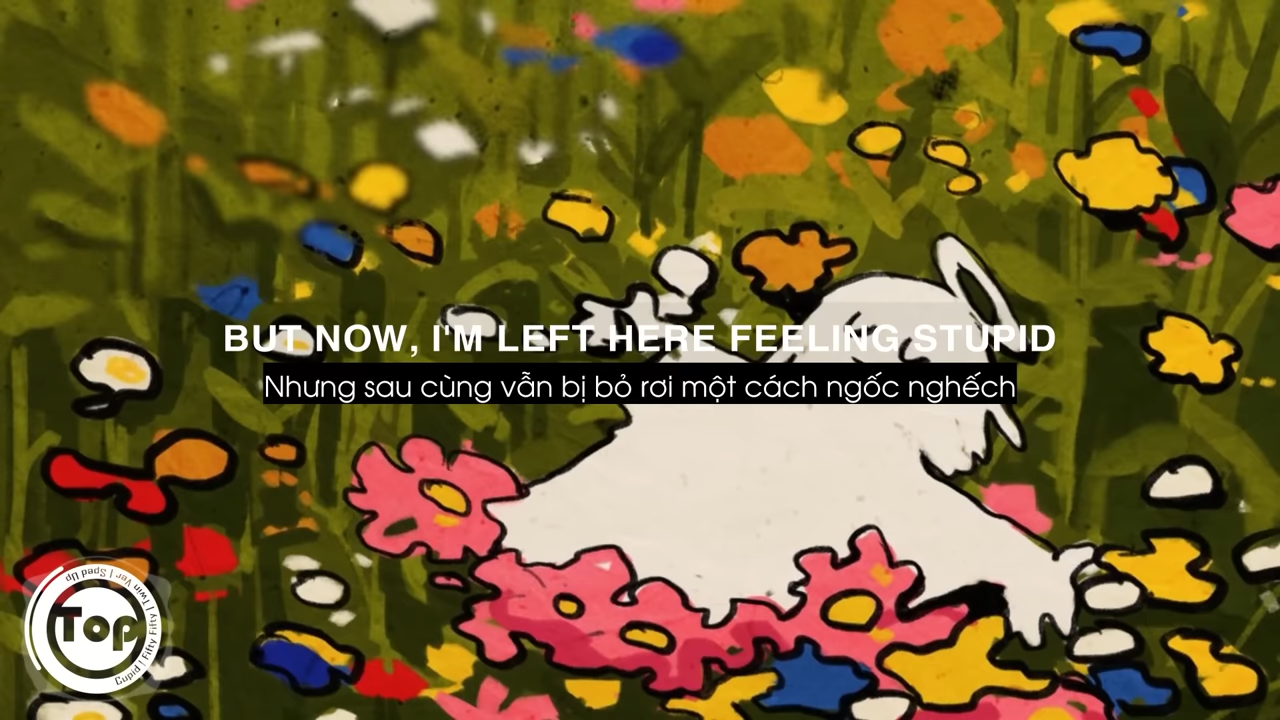 BUT NOW, I'M LEFT HERE FEELING STUPID
Nhưng sau cùng vẫn bị bỏ rơi một cách ngốc nghếch
Top
Cupid | Fifty Fifty | Twin Ver | Sped Up